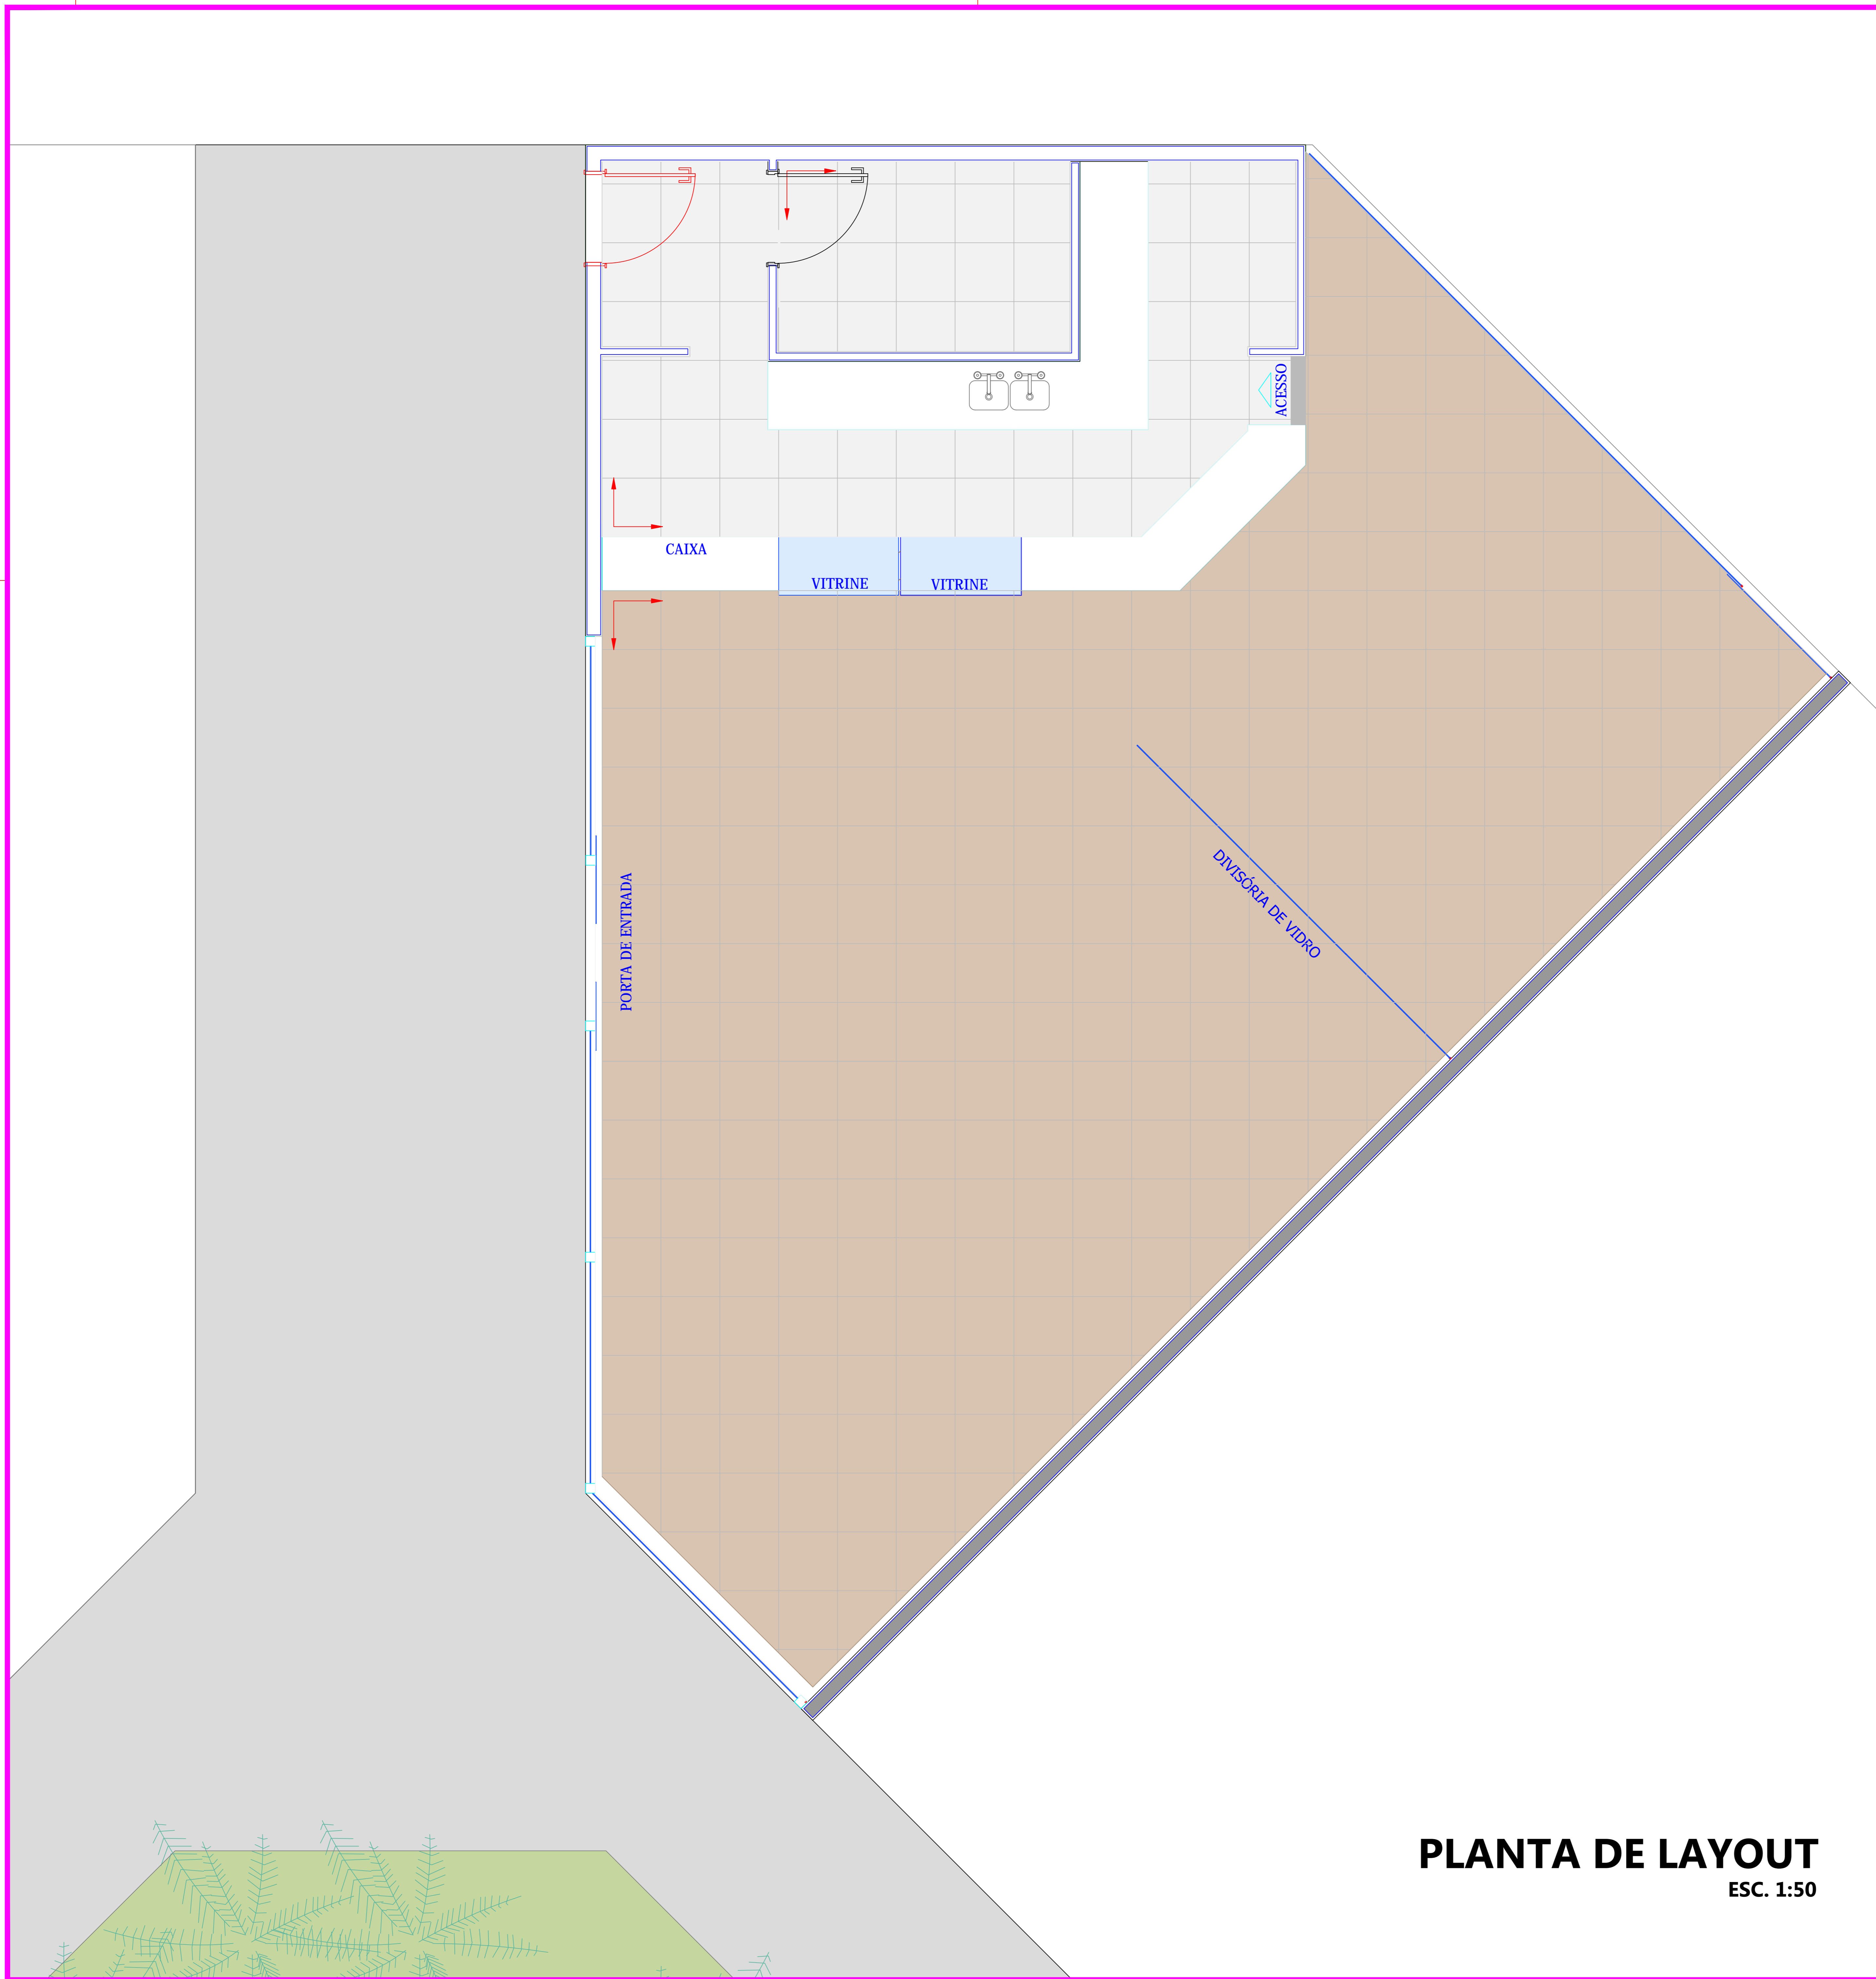 ACESSO
CAIXA
VITRINE
VITRINE
PORTA DE ENTRADA
DIVISÓRIA DE VIDRO
PLANTA DE LAYOUT
ESC. 1:50